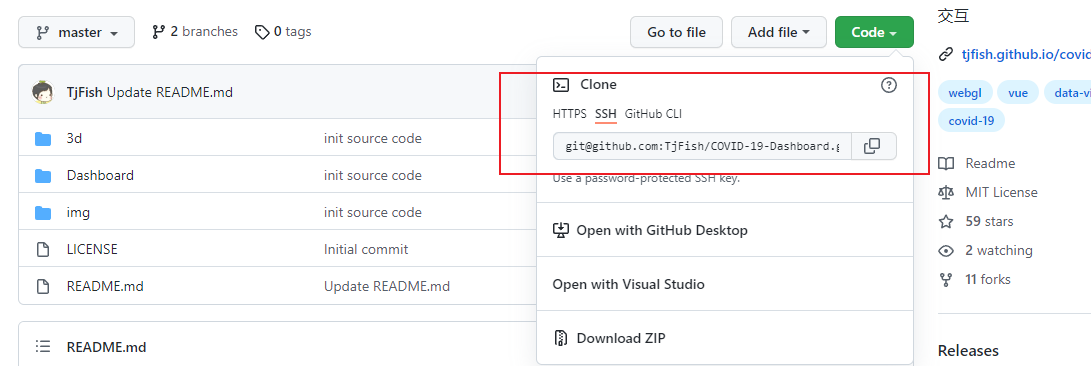 master 2 branches 0 tags Go to file Add file Code
TjFish Update README.md
3d init source code
Dashboard init source code
img init source code
LICENSE Initial commit
README.md Update README.md
README.md
Clone
HTTPS SSH GitHub CLI
git@github.com:TjFish/COVID-19-Dashboard.g
Use a password-protected SSH key.
Open with GitHub Desktop
Open with Visual Studio
Download ZIP
交互
tjfish.github.io/covid
webgl vue data-vi
covid-19
Readme
MIT License
59 stars
2 watching
11 forks
Releases